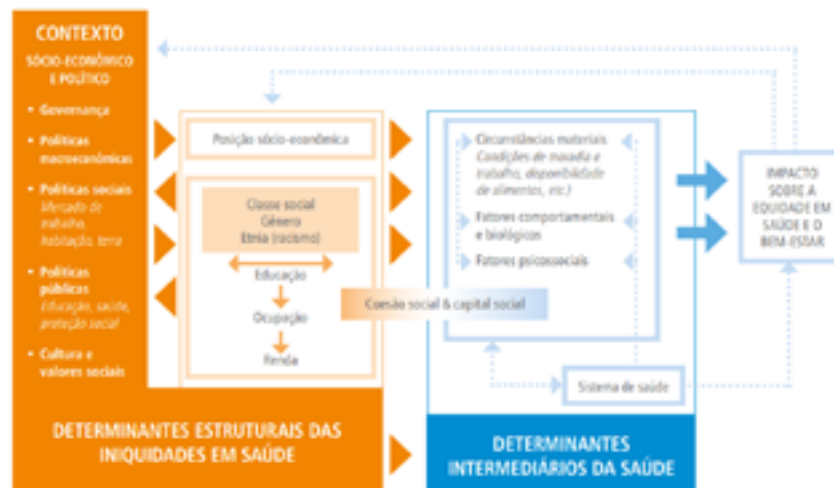 CONTEXTO
SÓCIO-ECONÔMICO
E POLÍTICO
• Governança
• Políticas
macroeconômicas
• Políticas sociais
Mercado de
trabalho,
habitação, terra
• Políticas
públicas
Educação, saúde,
proteção social
• Cultura e
valores sociais
Posição sócio-econômica
Classe social
Gênero
Etnia (racismo)
Educação
Ocupação
Renda
Coesão social & capital social
Circunstâncias materiais
(Condições de moradia e
trabalho, disponibilidade
de alimentos, etc)
Fatores comportamentais
e biológicos
Fatores psicossociais
Sistema de saúde
IMPACTO
SOBRE A
EQUIDADE EM
SAÚDE E O
BEM-ESTAR
DETERMINANTES ESTRUTURAIS DAS
INIQUIDADES EM SAÚDE
DETERMINANTES
INTERMEDIÁRIOS DA SAÚDE